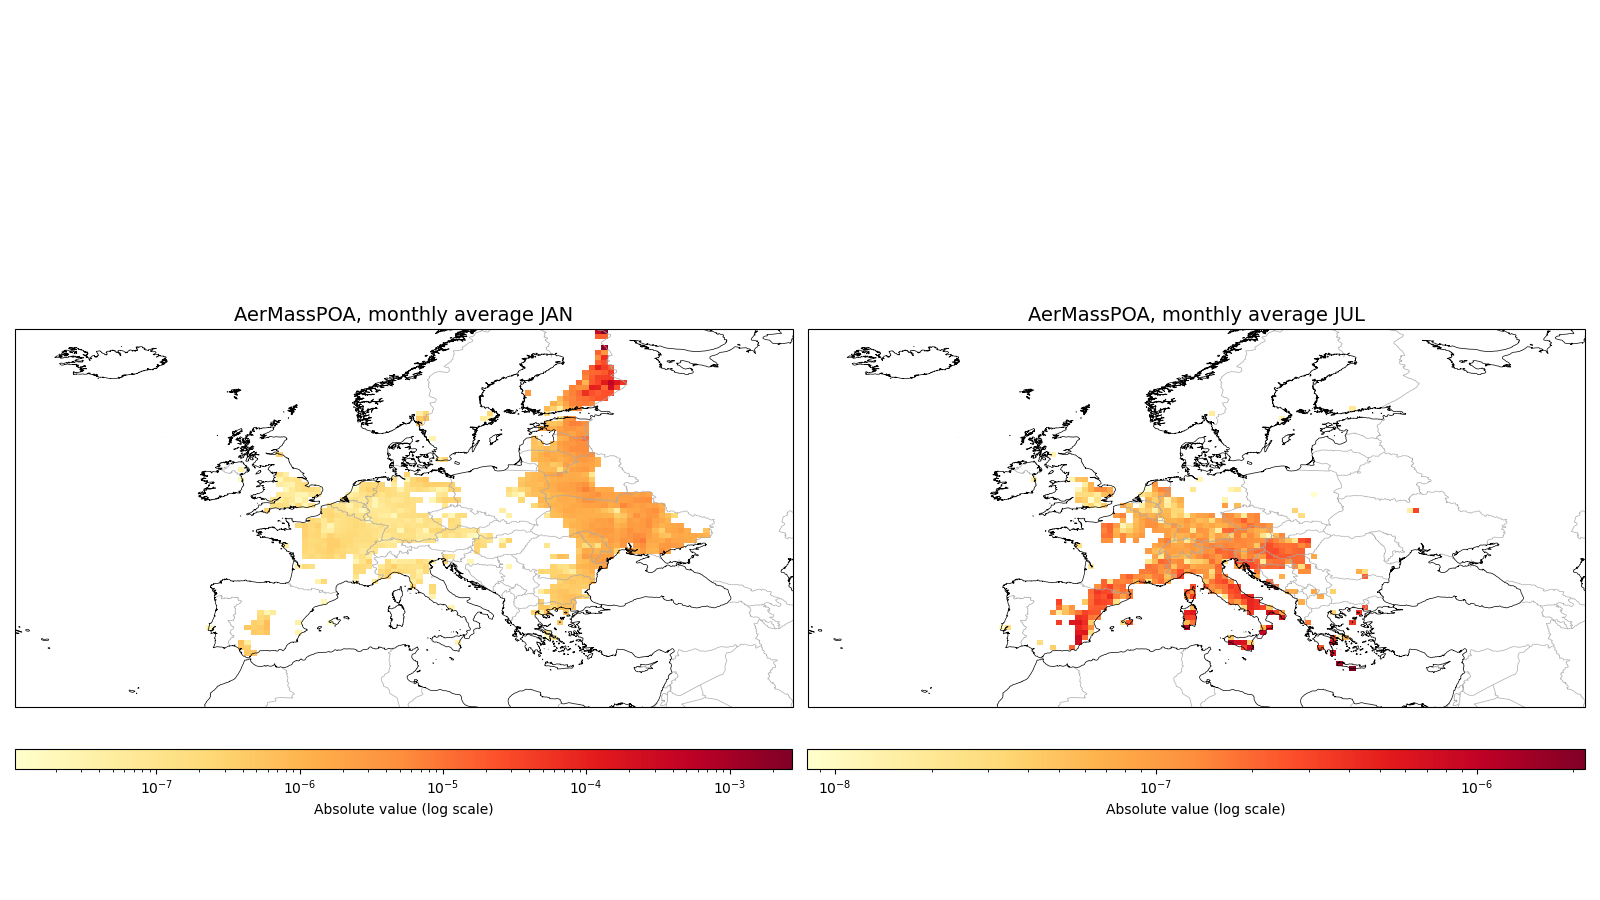 AerMassPOA, monthly average JAN
AerMassPOA, monthly average JUL
10⁻⁷ 10⁻⁶ 10⁻⁵ 10⁻⁴ 10⁻³
Absolute value (log scale)
10⁻⁸ 10⁻⁷ 10⁻⁶
Absolute value (log scale)